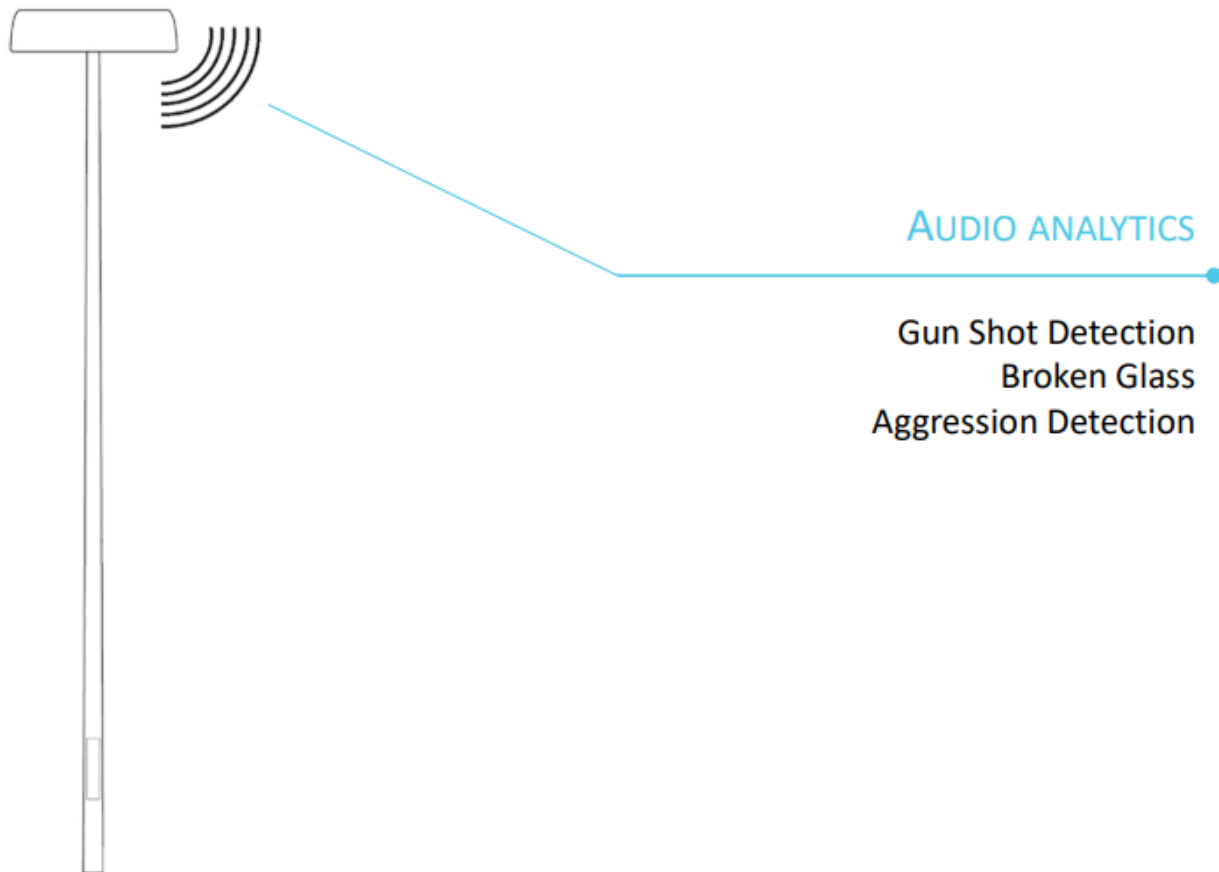 AUDIO ANALYTICS
Gun Shot Detection
Broken Glass
Aggression Detection